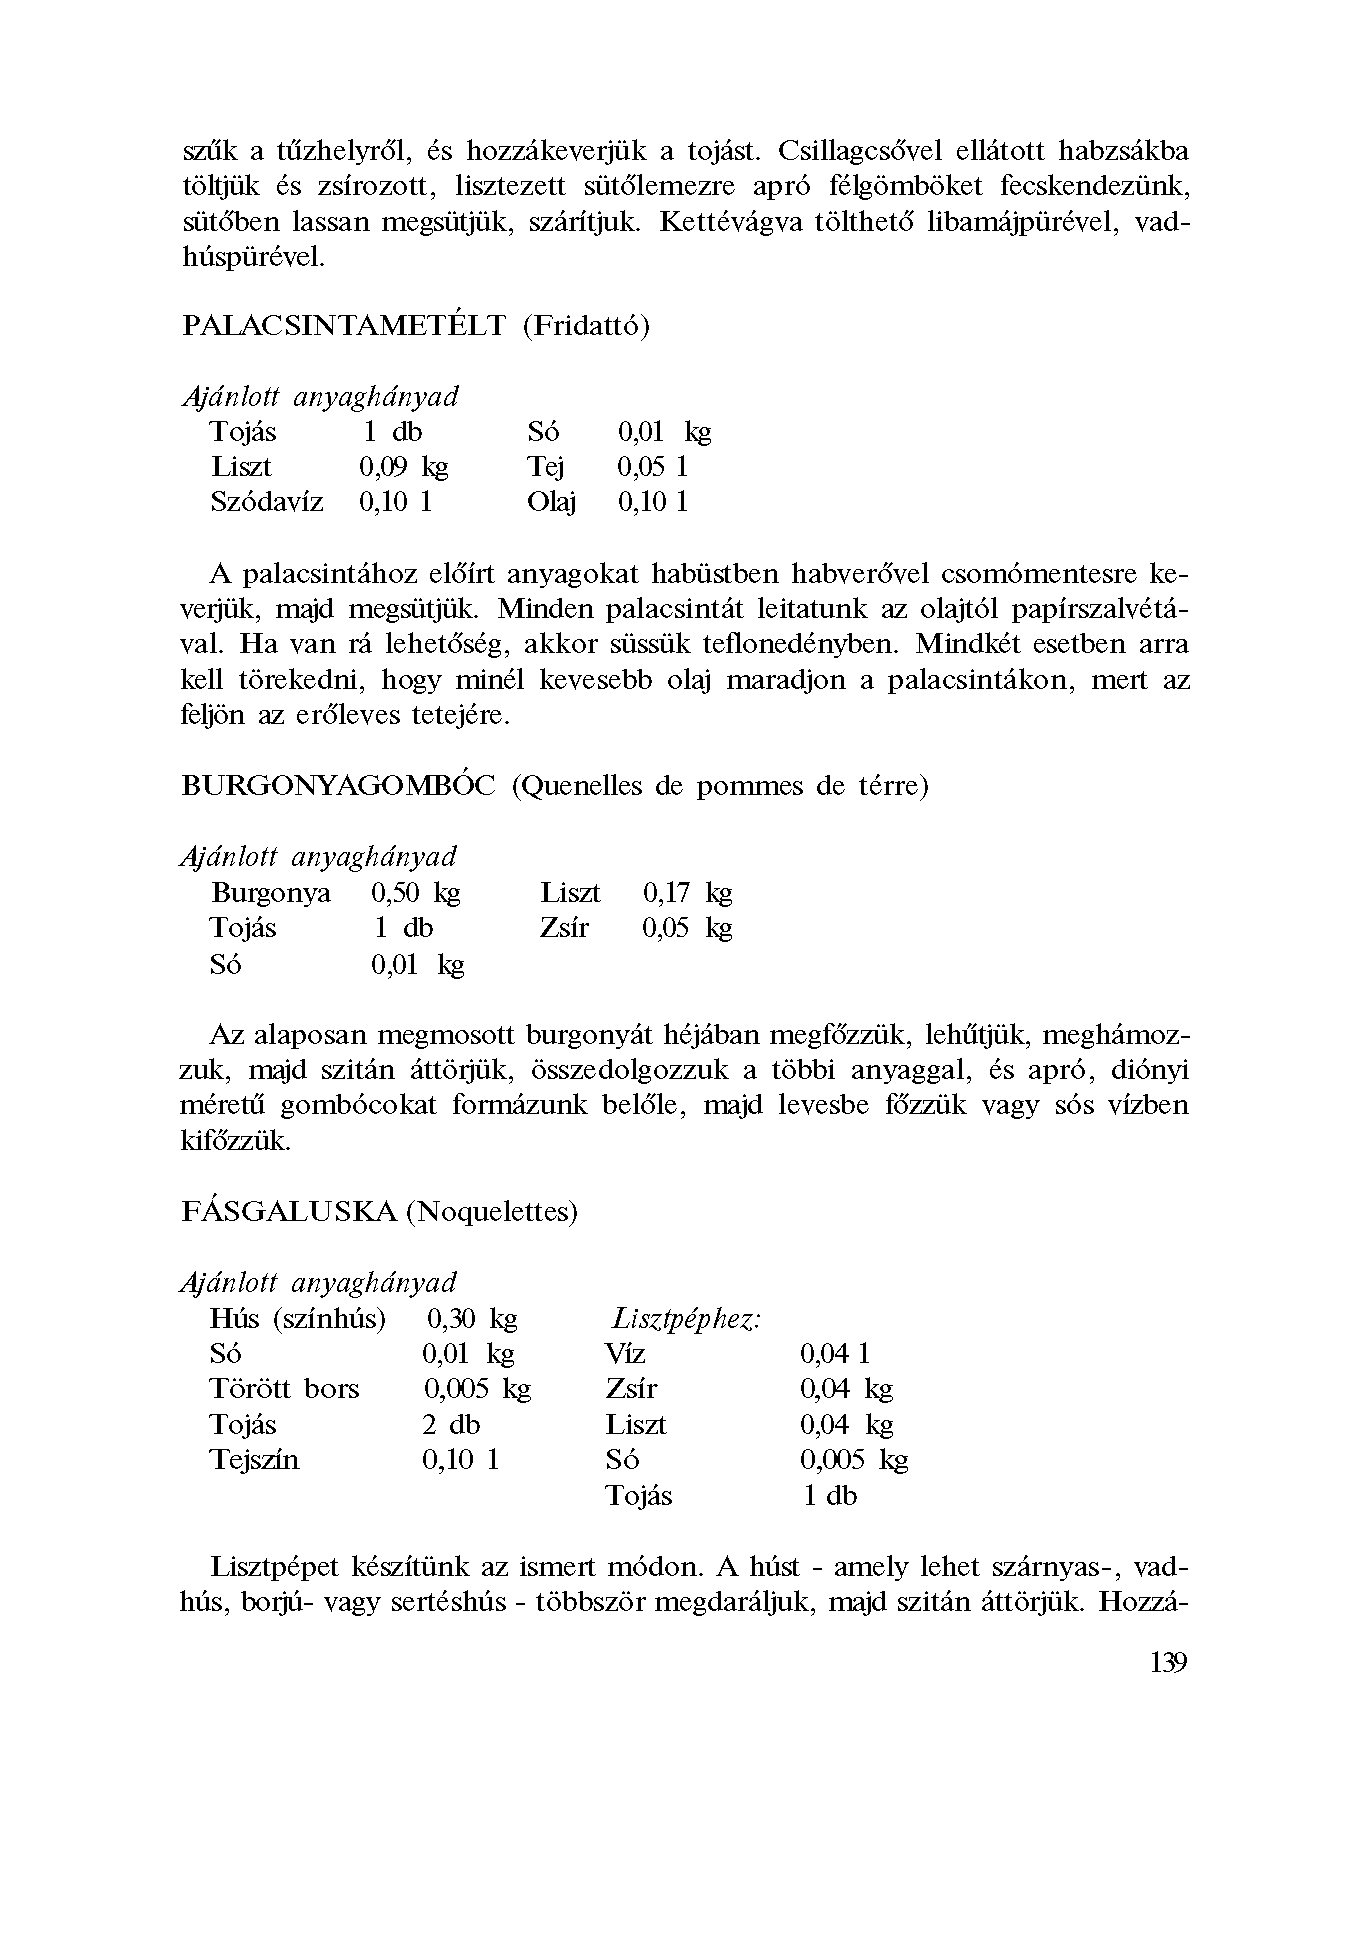 szűk a tűzhelyről, és hozzákeverjük a tojást. Csillagcsővel ellátott habzsákba
töltjük és zsírozott, lisztezett sütőlemezre apró félgömböket fecskendezünk,
sütőben lassan megsütjük, szárítjuk. Kettévágva tölthető libamájpürével, vad-
húspürével.
PALACSINTAMETÉLT (Fridattó)
Ajánlott anyaghányad
Tojás 1 db Só 0,01 kg
Liszt 0,09 kg Tej 0,05 l
Szódavíz 0,10 l Olaj 0,10 l
A palacsintához előírt anyagokat habüstben habverővel csomómentesre ke-
verjük, majd megsütjük. Minden palacsintát leitatunk az olajtól papírszalvétá-
val. Ha van rá lehetőség, akkor süssük teflonedényben. Mindkét esetben arra
kell törekedni, hogy minél kevesebb olaj maradjon a palacsintákon, mert az
feljön az erőleves tetejére.
BURGONYAGOMBÓC (Quenelles de pommes de térre)
Ajánlott anyaghányad
Burgonya 0,50 kg Liszt 0,17 kg
Tojás 1 db Zsír 0,05 kg
Só 0,01 kg
Az alaposan megmosott burgonyát héjában megfőzzük, lehűtjük, meghámoz-
zuk, majd szitán áttörjük, összedolgozzuk a többi anyaggal, és apró, diónyi
méretű gombócokat formázunk belőle, majd levesbe főzzük vagy sós vízben
kifőzzük.
FÁSGALUSKA (Noquelettes)
Ajánlott anyaghányad
Hús (színhús) 0,30 kg Lisztpéphez:
Só 0,01 kg Víz 0,04 l
Törött bors 0,005 kg Zsír 0,04 kg
Tojás 2 db Liszt 0,04 kg
Tejszín 0,10 l Só 0,005 kg
Tojás 1 db
Lisztpépet készítünk az ismert módon. A húst - amely lehet szárnyas-, vad-
hús, borjú- vagy sertéshús - többször megdaráljuk, majd szitán áttörjük. Hozzá-
139